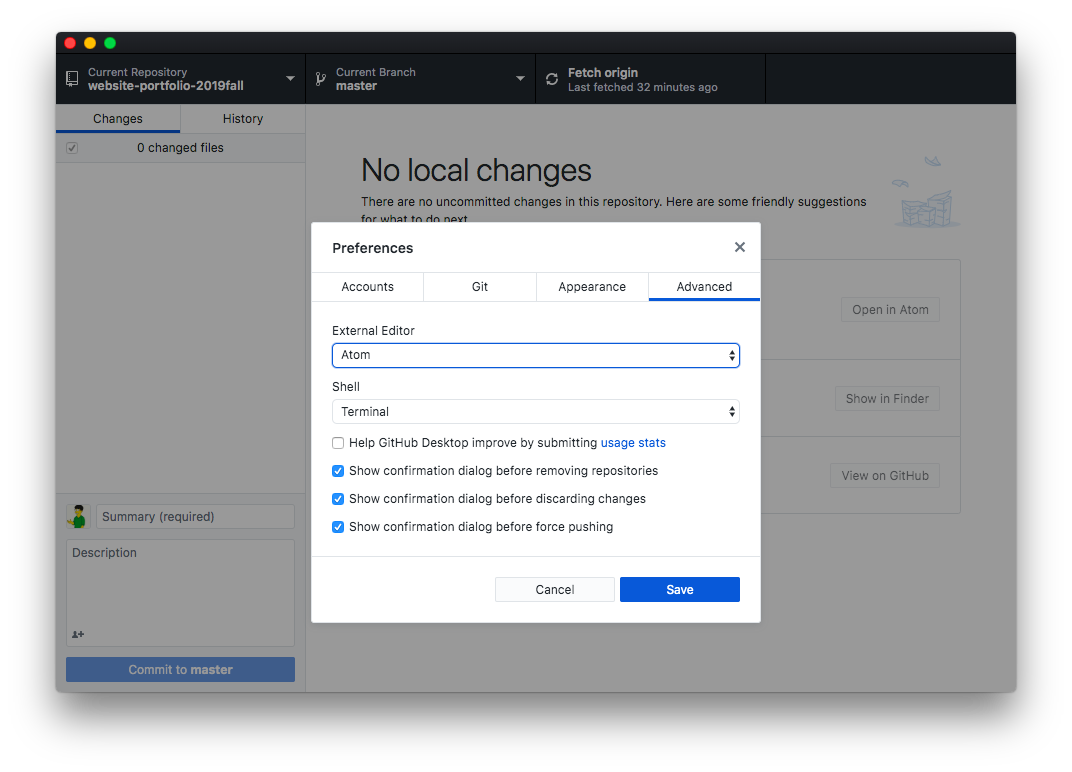 Current Repository
website-portfolio-2019fall
Current Branch
master
Fetch origin
Last fetched 32 minutes ago
Changes
History
0 changed files
No local changes
There are no uncommitted changes in this repository. Here are some friendly suggestions
for what to do next
Preferences
Accounts
Git
Appearance
Advanced
External Editor
Atom
Shell
Terminal
Help GitHub Desktop improve by submitting usage stats
Show confirmation dialog before removing repositories
Show confirmation dialog before discarding changes
Show confirmation dialog before force pushing
Cancel
Save
Open in Atom
Show in Finder
View on GitHub
Summary (required)
Description
Commit to master